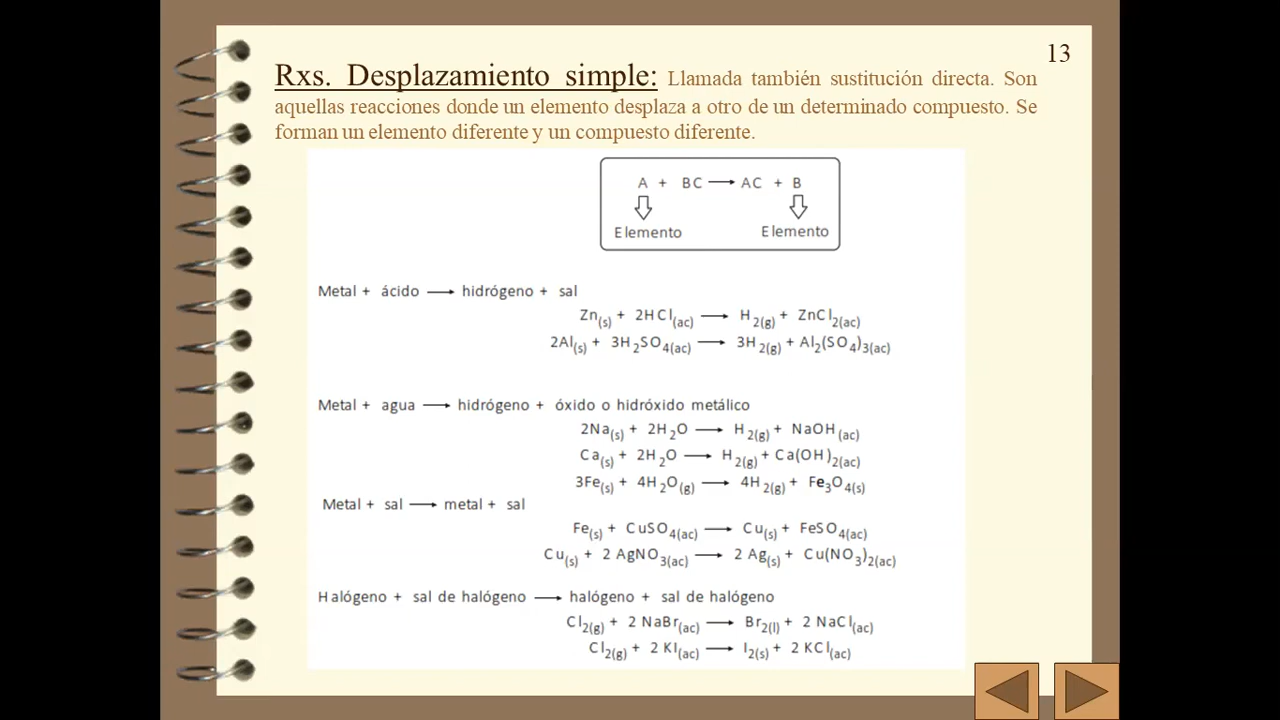 13
Rxs. Desplazamiento simple: Llamada también sustitución directa. Son
aquellas reacciones donde un elemento desplaza a otro de un determinado compuesto. Se
forman un elemento diferente y un compuesto diferente.
A + BC ⟶ AC + B
Elemento Elemento
Metal + ácido ⟶ hidrógeno + sal
Zn(s) + 2HCl(ac) ⟶ H2(g) + ZnCl2(ac)
2Al(s) + 3H2SO4(ac) ⟶ 3H2(g) + Al2(SO4)3(ac)
Metal + agua ⟶ hidrógeno + óxido o hidróxido metálico
2Na(s) + 2H2O ⟶ H2(g) + NaOH(ac)
Ca(s) + 2H2O ⟶ H2(g) + Ca(OH)2(ac)
3Fe(s) + 4H2O(g) ⟶ 4H2(g) + Fe3O4(s)
Metal + sal ⟶ metal + sal
Fe(s) + CuSO4(ac) ⟶ Cu(s) + FeSO4(ac)
Cu(s) + 2 AgNO3(ac) ⟶ 2 Ag(s) + Cu(NO3)2(ac)
Halógeno + sal de halógeno ⟶ halógeno + sal de halógeno
Cl2(g) + 2 NaBr(ac) ⟶ Br2(l) + 2 NaCl(ac)
Cl2(g) + 2 KI(ac) ⟶ I2(s) + 2 KCl(ac)